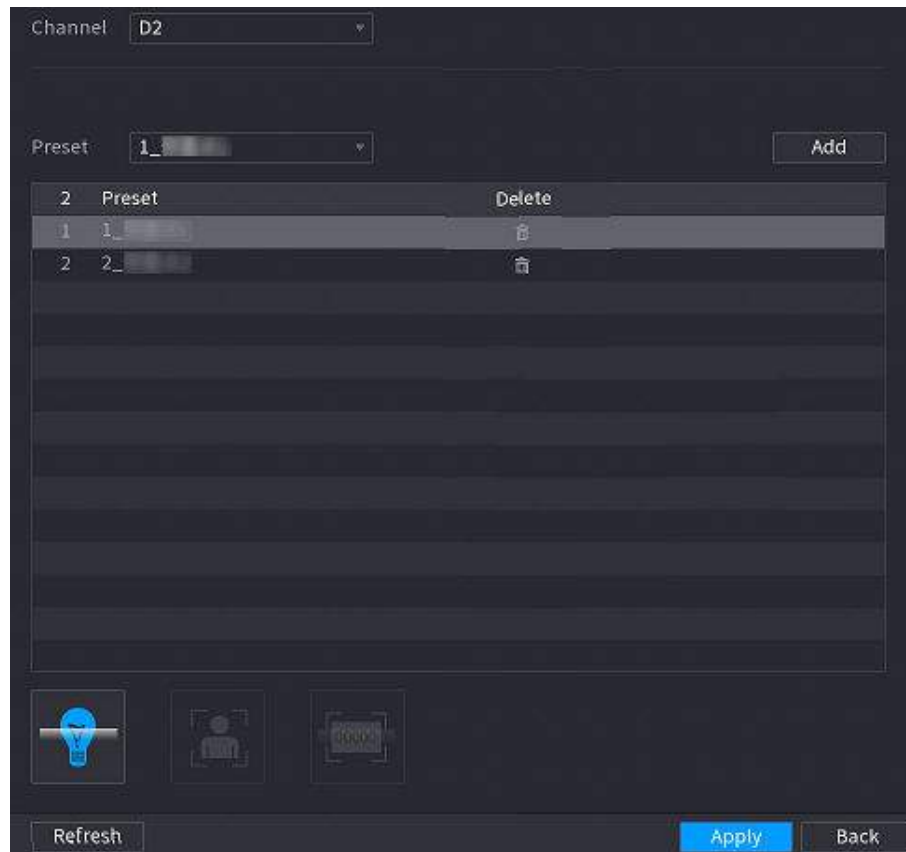 Channel D2
Preset 1_
Add
2 Preset Delete
1 1_
2 2_
Refresh Apply Back